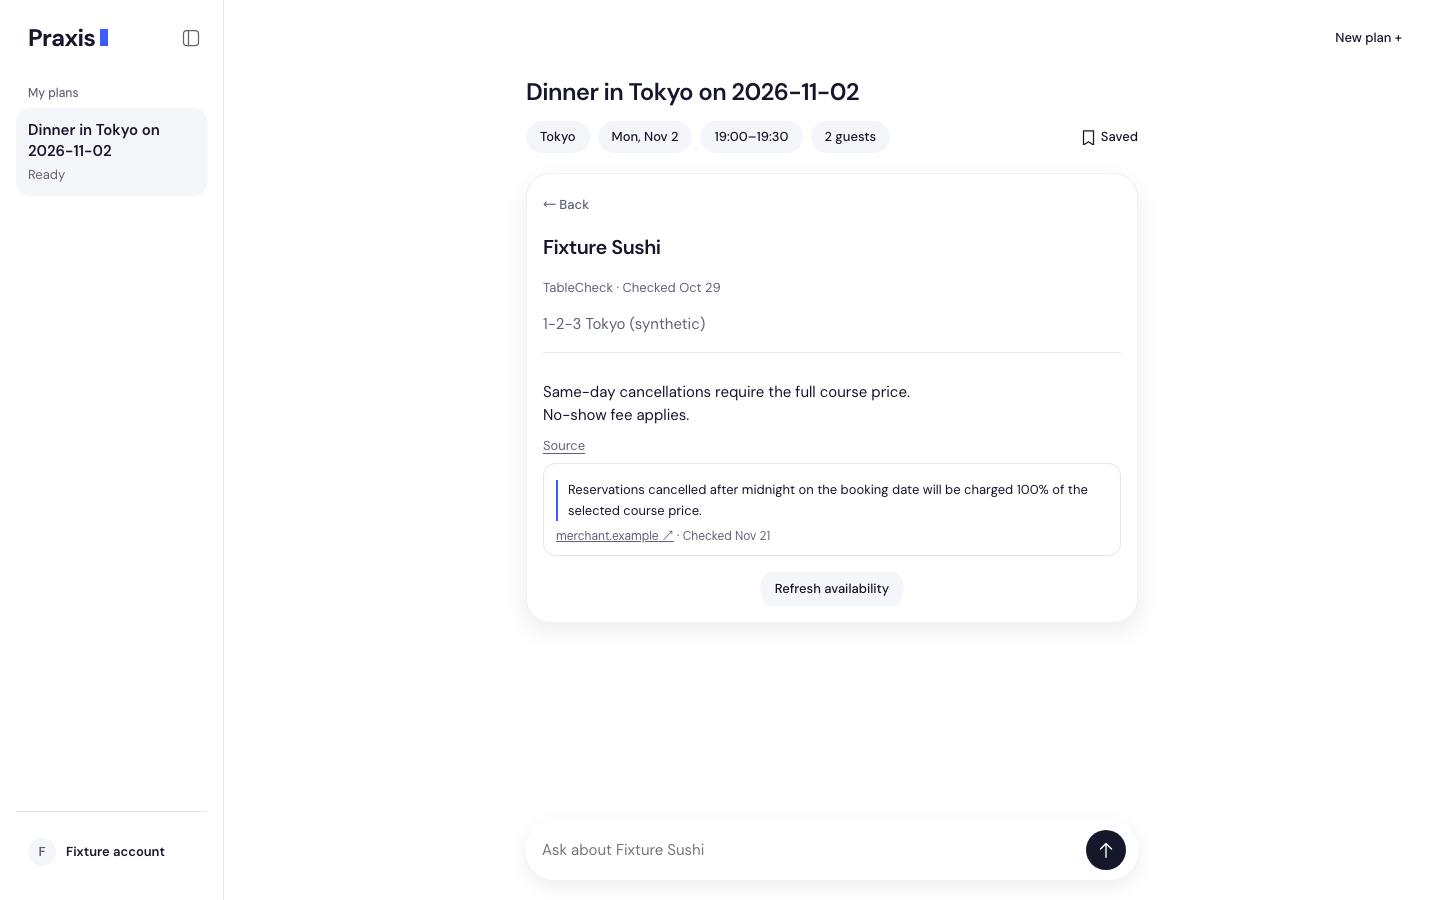 Praxis
My plans
Dinner in Tokyo on
2026-11-02
Ready
F
Fixture account
New plan +
Dinner in Tokyo on 2026-11-02
Tokyo
Mon, Nov 2
19:00–19:30
2 guests
Saved
← Back
Fixture Sushi
TableCheck · Checked Oct 29
1-2-3 Tokyo (synthetic)
Same-day cancellations require the full course price.
No-show fee applies.
Source
Reservations cancelled after midnight on the booking date will be charged 100% of the
selected course price.
merchant.example ↗ · Checked Nov 21
Refresh availability
Ask about Fixture Sushi